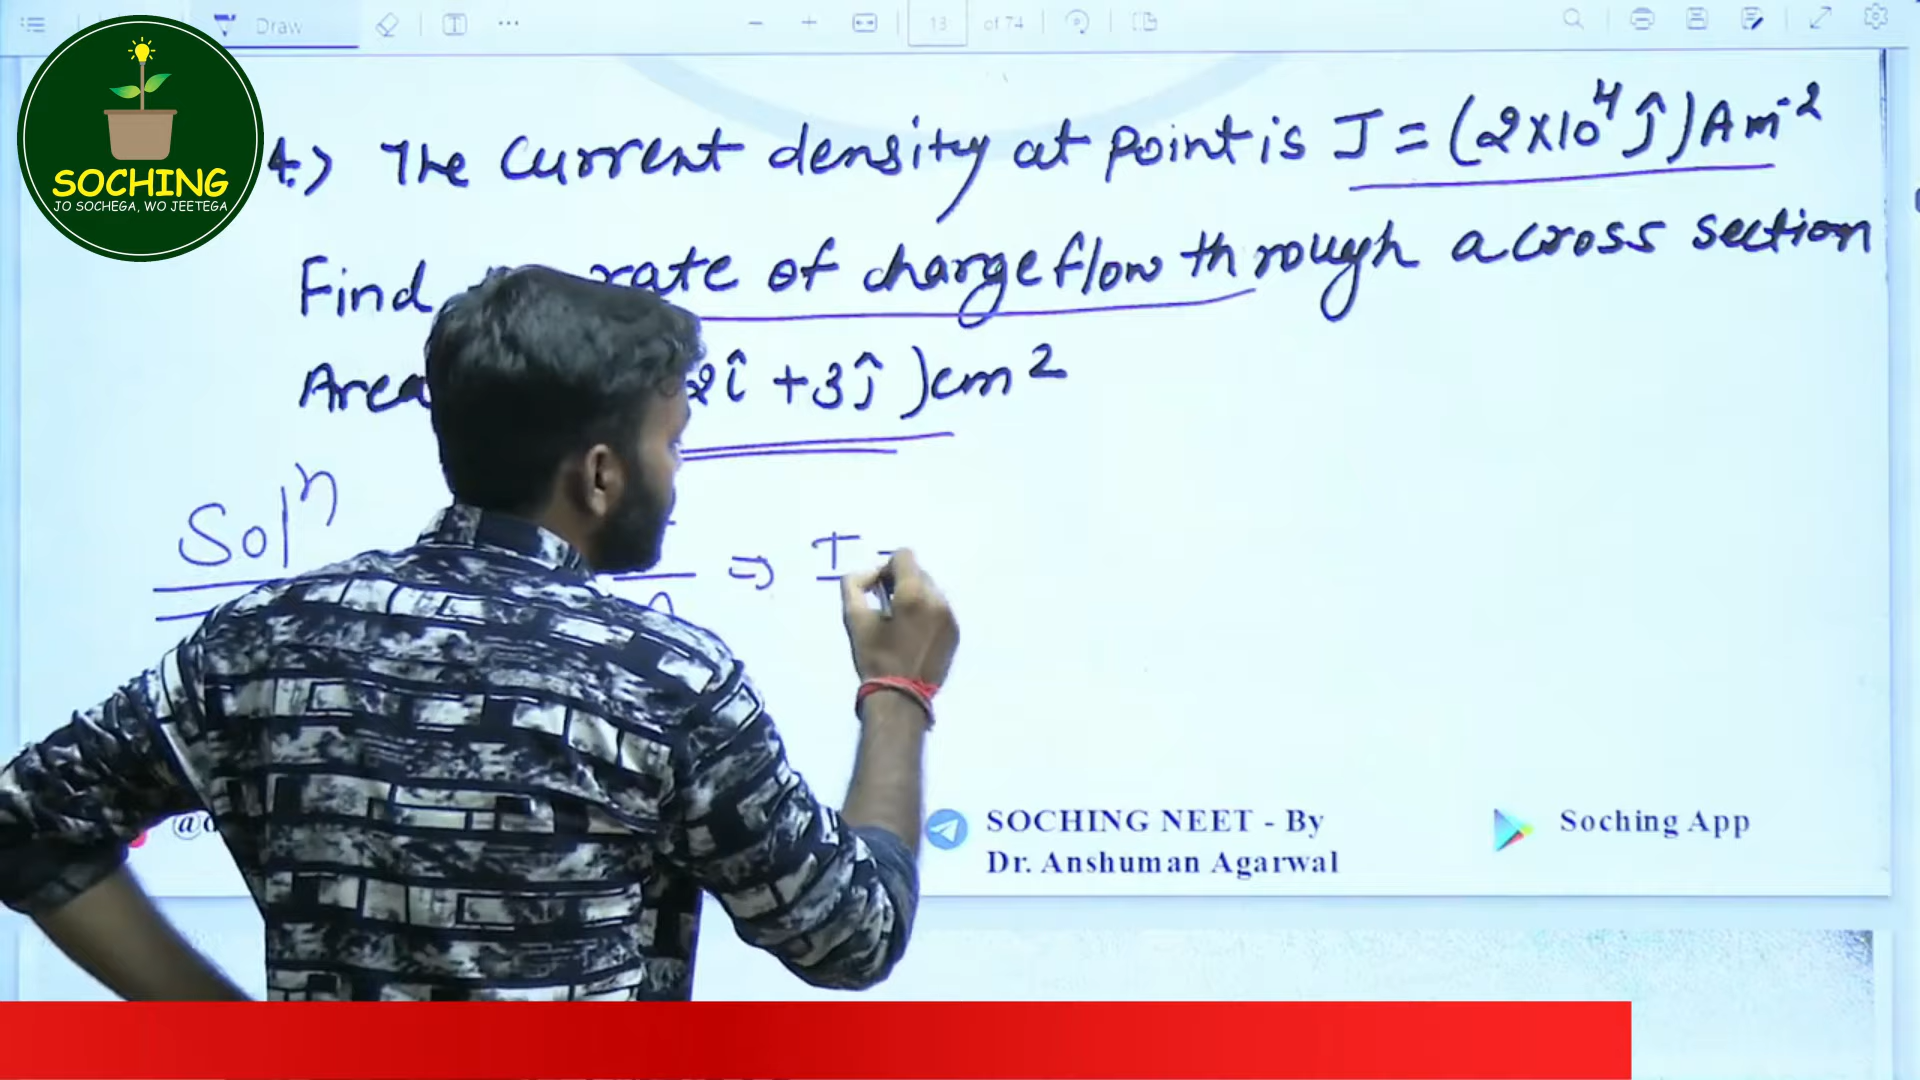 Draw
13 of 74
SOCHING
JO SOCHEGA, WO JEETEGA
4.) The current density at point is J = (2×10⁴ ĵ) Am⁻²
Find rate of charge flow through a cross section
Area 2î + 3ĵ ) cm²
Solⁿ
⇒ I
SOCHING NEET - By
Dr. Anshuman Agarwal
Soching App